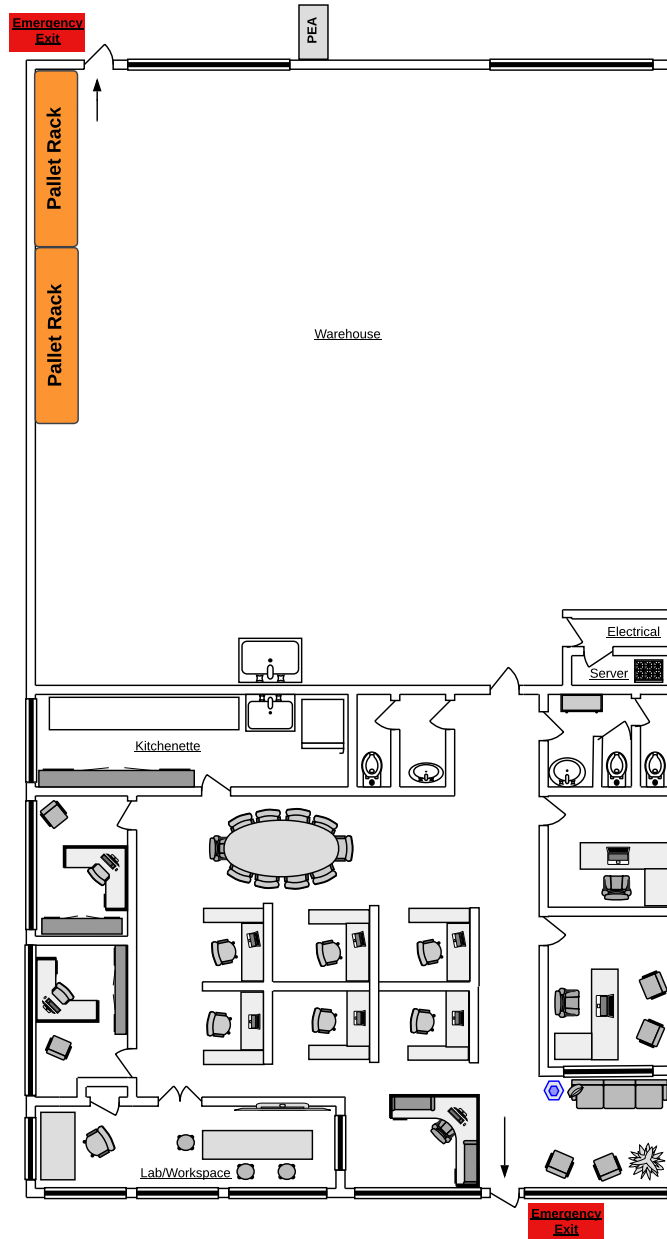 Emergency
Exit
PEA
Pallet Rack
Pallet Rack
Warehouse
Electrical
Server
Kitchenette
Lab/Workspace
Emergency
Exit